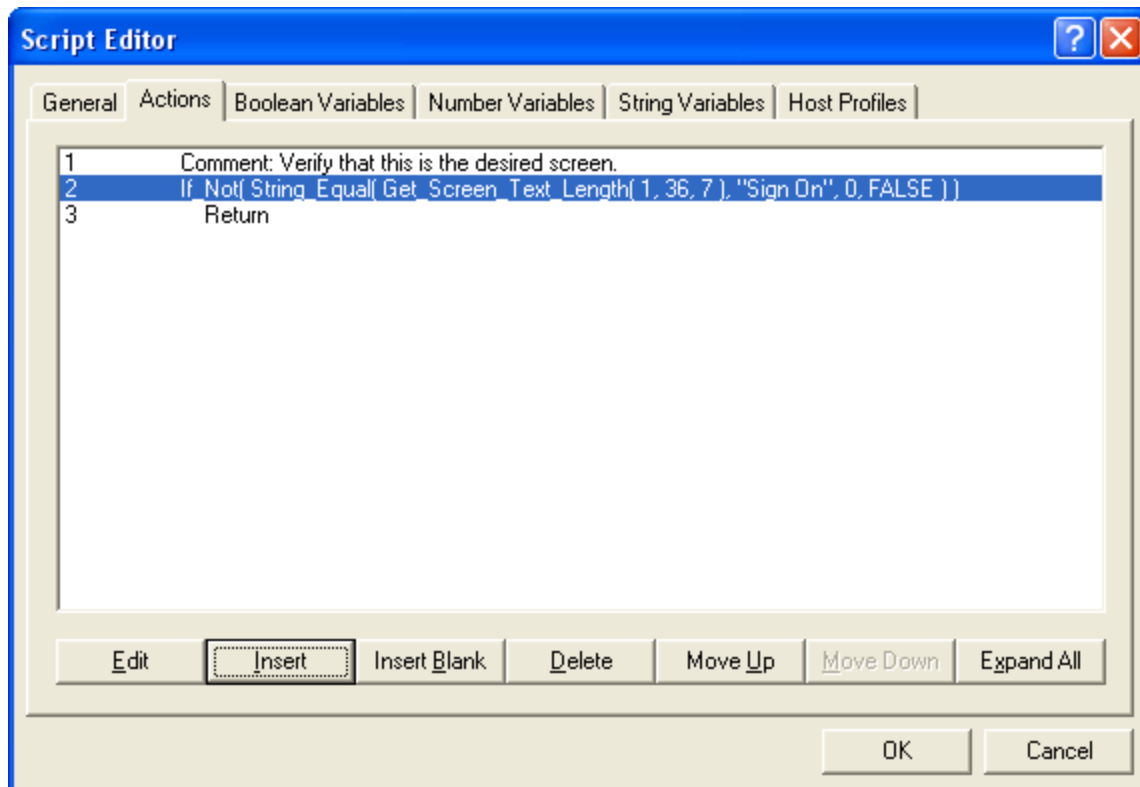 Script Editor
General Actions Boolean Variables Number Variables String Variables Host Profiles
1 Comment: Verify that this is the desired screen.
2 If_Not( String_Equal( Get_Screen_Text_Length( 1, 36, 7 ), "Sign On", 0, FALSE ) )
3 Return
Edit Insert Insert Blank Delete Move Up Move Down Expand All
OK Cancel